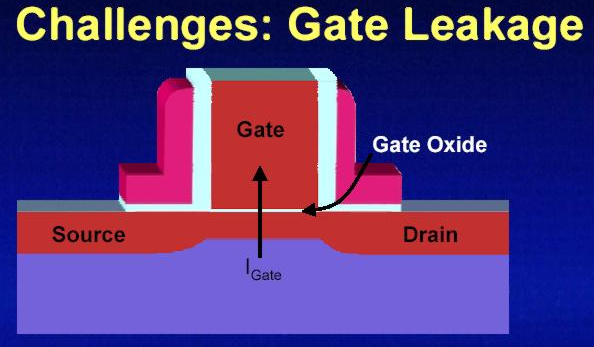 Challenges: Gate Leakage
Gate
Gate Oxide
Source
Drain
IGate